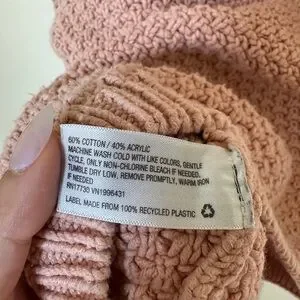 60% COTTON / 40% ACRYLIC
MACHINE WASH COLD WITH LIKE COLORS, GENTLE
CYCLE, ONLY NON-CHLORINE BLEACH IF NEEDED.
TUMBLE DRY LOW, REMOVE PROMPTLY, WARM IRON
IF NEEDED
RN17730 VN1996431
LABEL MADE FROM 100% RECYCLED PLASTIC